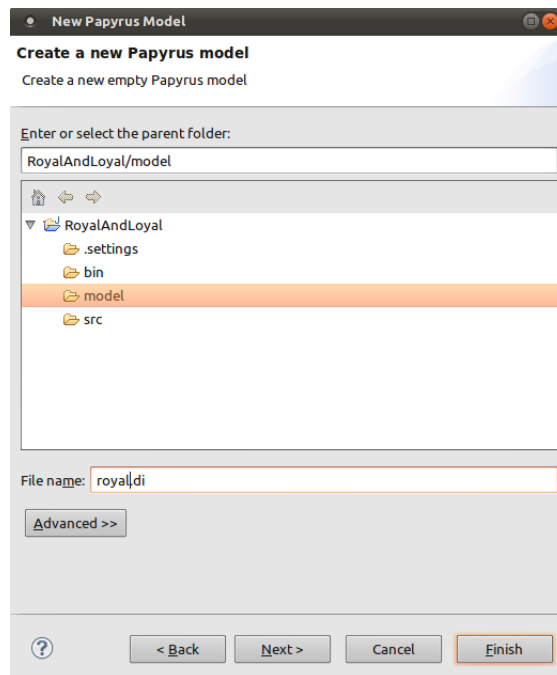 New Papyrus Model
Create a new Papyrus model
Create a new empty Papyrus model
Enter or select the parent folder:
RoyalAndLoyal/model
RoyalAndLoyal
.settings
bin
model
src
File name: royal.di
Advanced >>
< Back Next > Cancel Finish